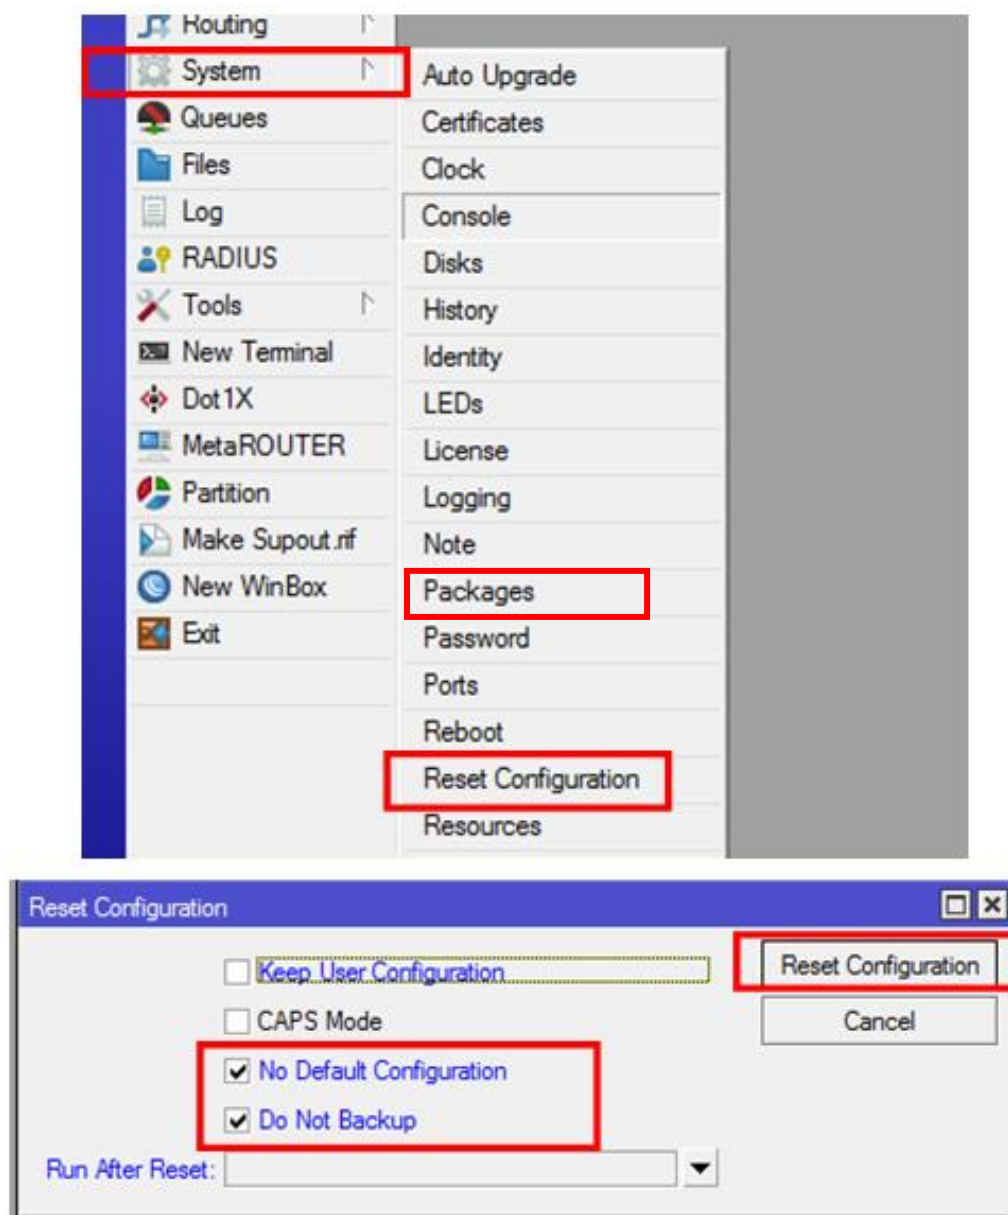 Routing
System
Queues
Files
Log
RADIUS
Tools
New Terminal
Dot1X
MetaROUTER
Partition
Make Supout.rif
New WinBox
Exit
Auto Upgrade
Certificates
Clock
Console
Disks
History
Identity
LEDs
License
Logging
Note
Packages
Password
Ports
Reboot
Reset Configuration
Resources
Reset Configuration
Keep User Configuration
CAPS Mode
No Default Configuration
Do Not Backup
Run After Reset:
Reset Configuration
Cancel